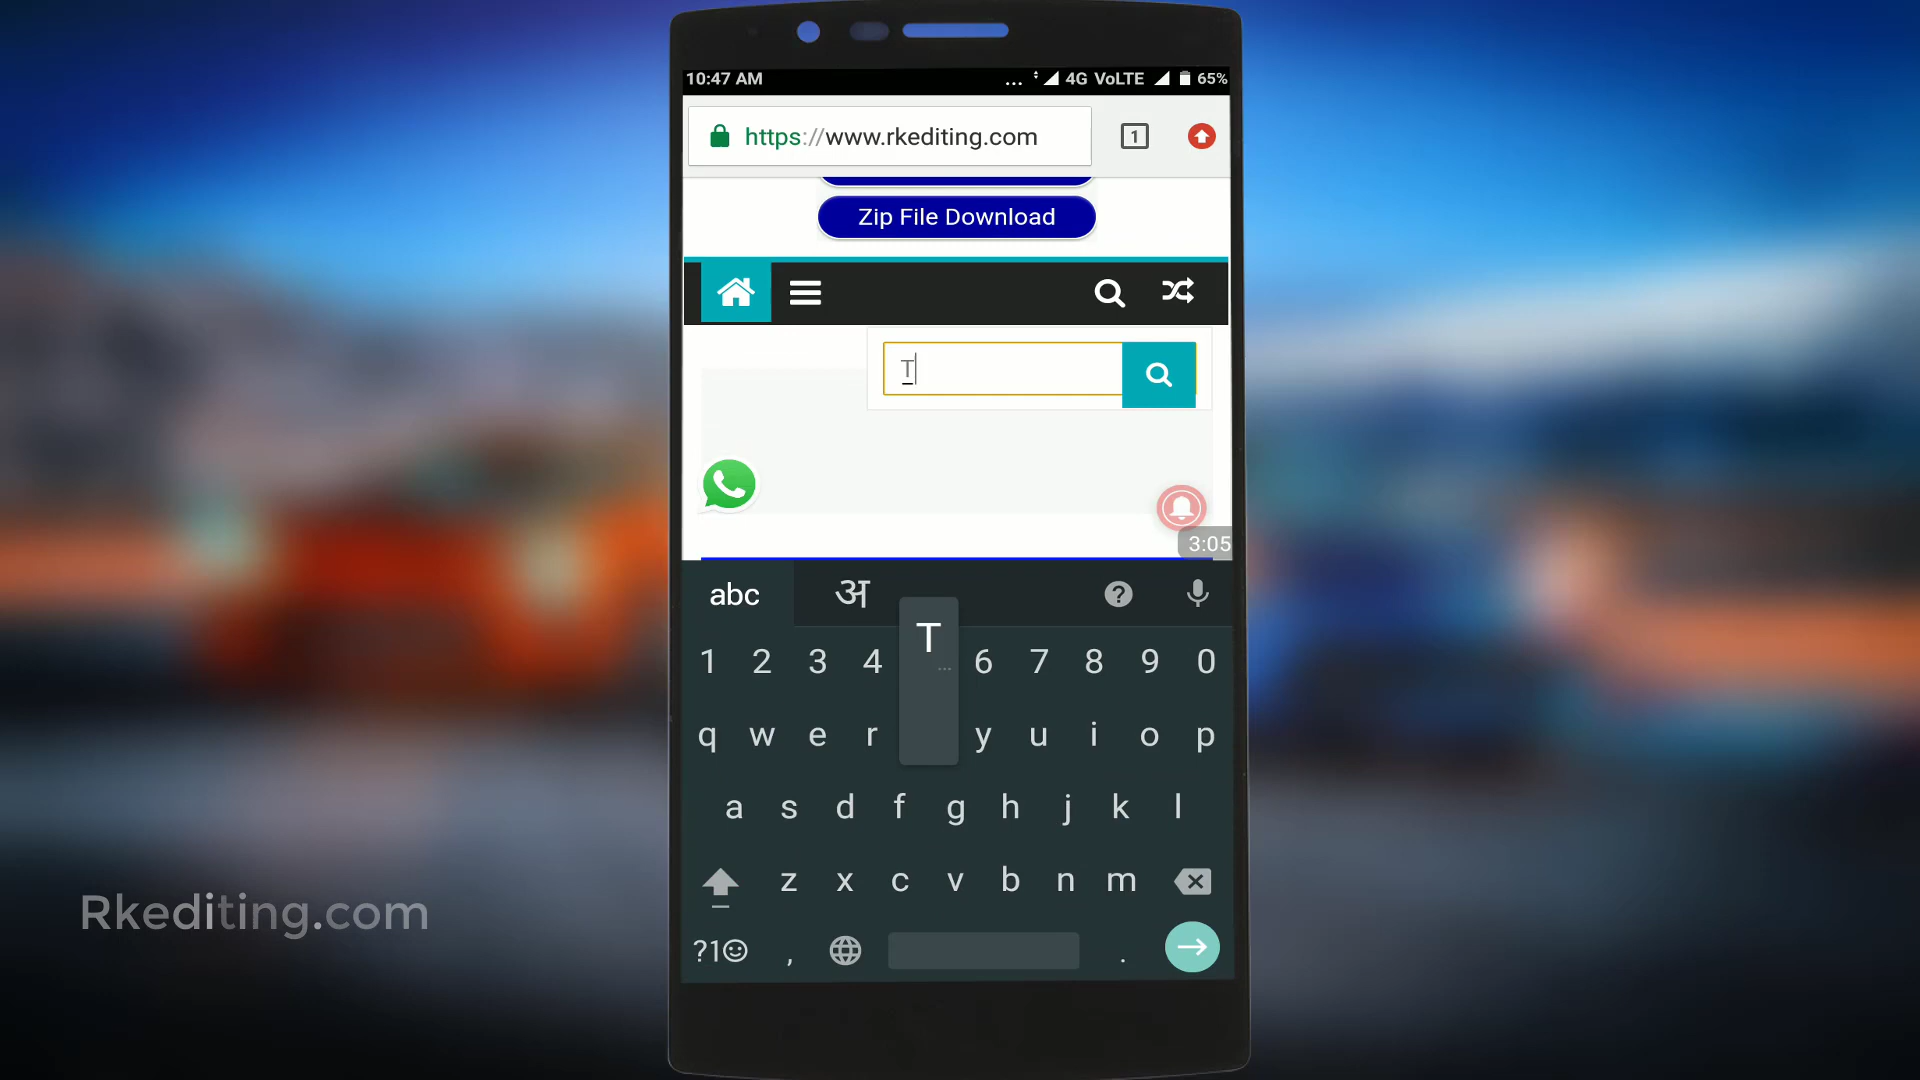 10:47 AM ... 4G VoLTE 65%
https://www.rkediting.com 1
Zip File Download
T
3:05
abc अ ?
T
1 2 3 4 6 7 8 9 0
q w e r y u i o p
a s d f g h j k l
z x c v b n m
?1☺ , .
Rkediting.com